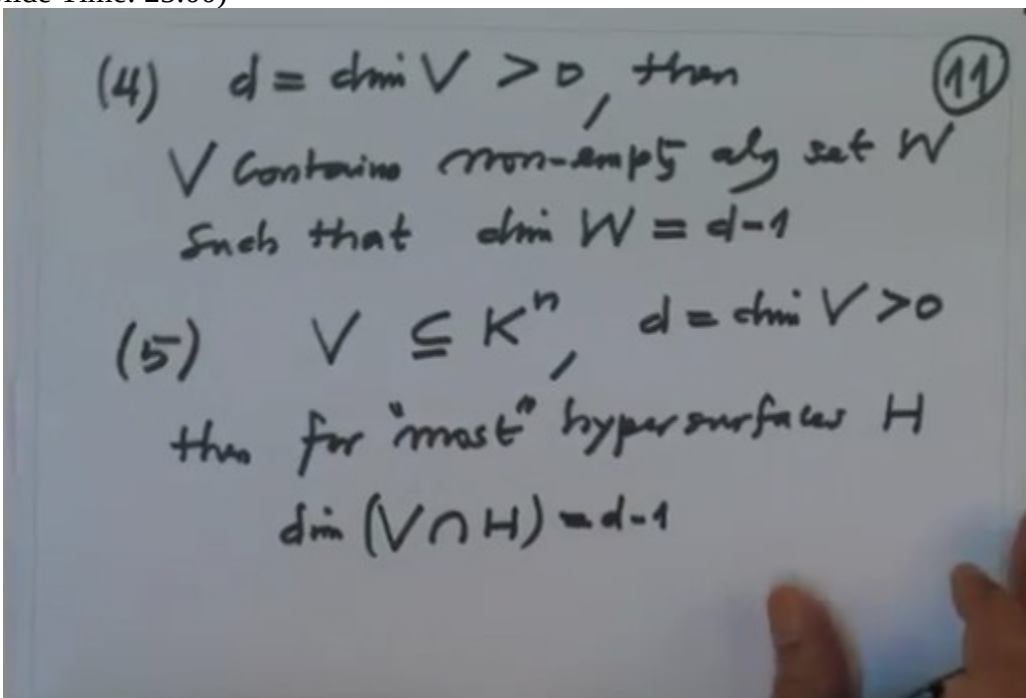 (4) d = dim V > 0, then
(11)
V contains non-empty alg set W
such that dim W = d-1
(5) V ⊆ Kⁿ, d = dim V > 0
then for "most" hypersurfaces H
dim (V ∩ H) = d-1